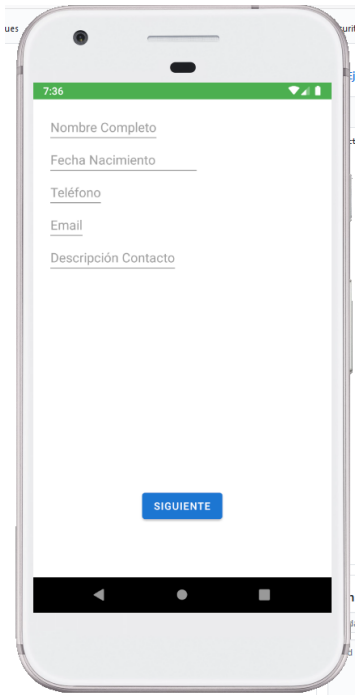 7:36
Nombre Completo
Fecha Nacimiento
Teléfono
Email
Descripción Contacto
SIGUIENTE